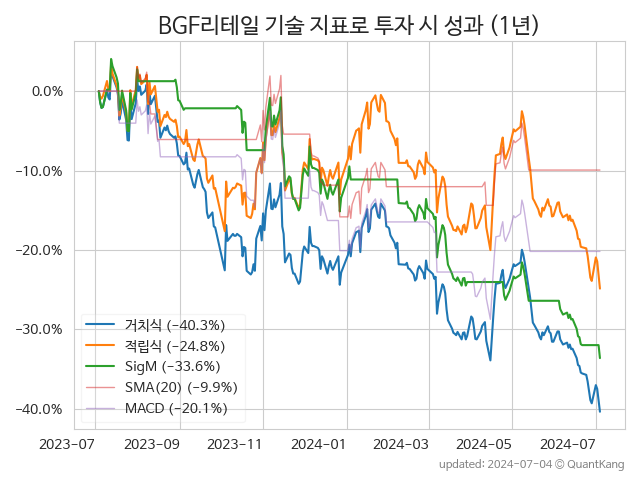 BGF리테일 기술 지표로 투자 시 성과 (1년)
0.0%
−10.0%
−20.0%
−30.0%
−40.0%
거치식 (−40.3%)
적립식 (−24.8%)
SigM (−33.6%)
SMA(20) (−9.9%)
MACD (−20.1%)
2023-07 2023-09 2023-11 2024-01 2024-03 2024-05 2024-07
updated: 2024-07-04 © QuantKang